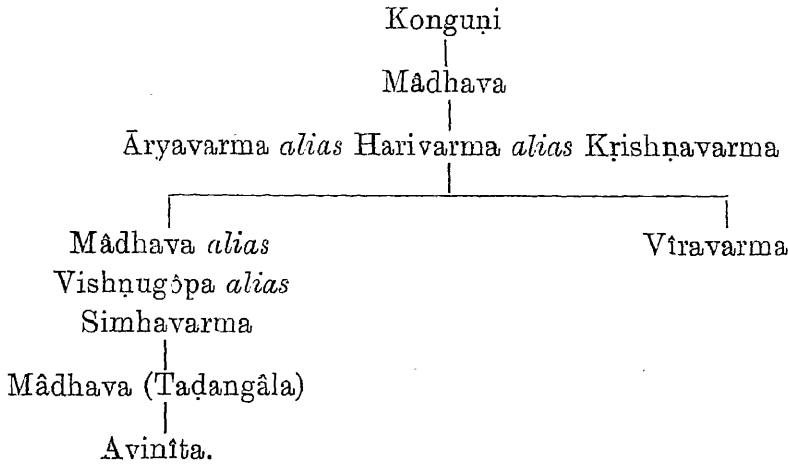 Konguṇi
Mâdhava
Āryavarma alias Harivarma alias Kṛishṇavarma
Mâdhava alias Vîravarma
Vishṇugôpa alias
Simhavarma
Mâdhava (Taḍangâla)
Avinîta.